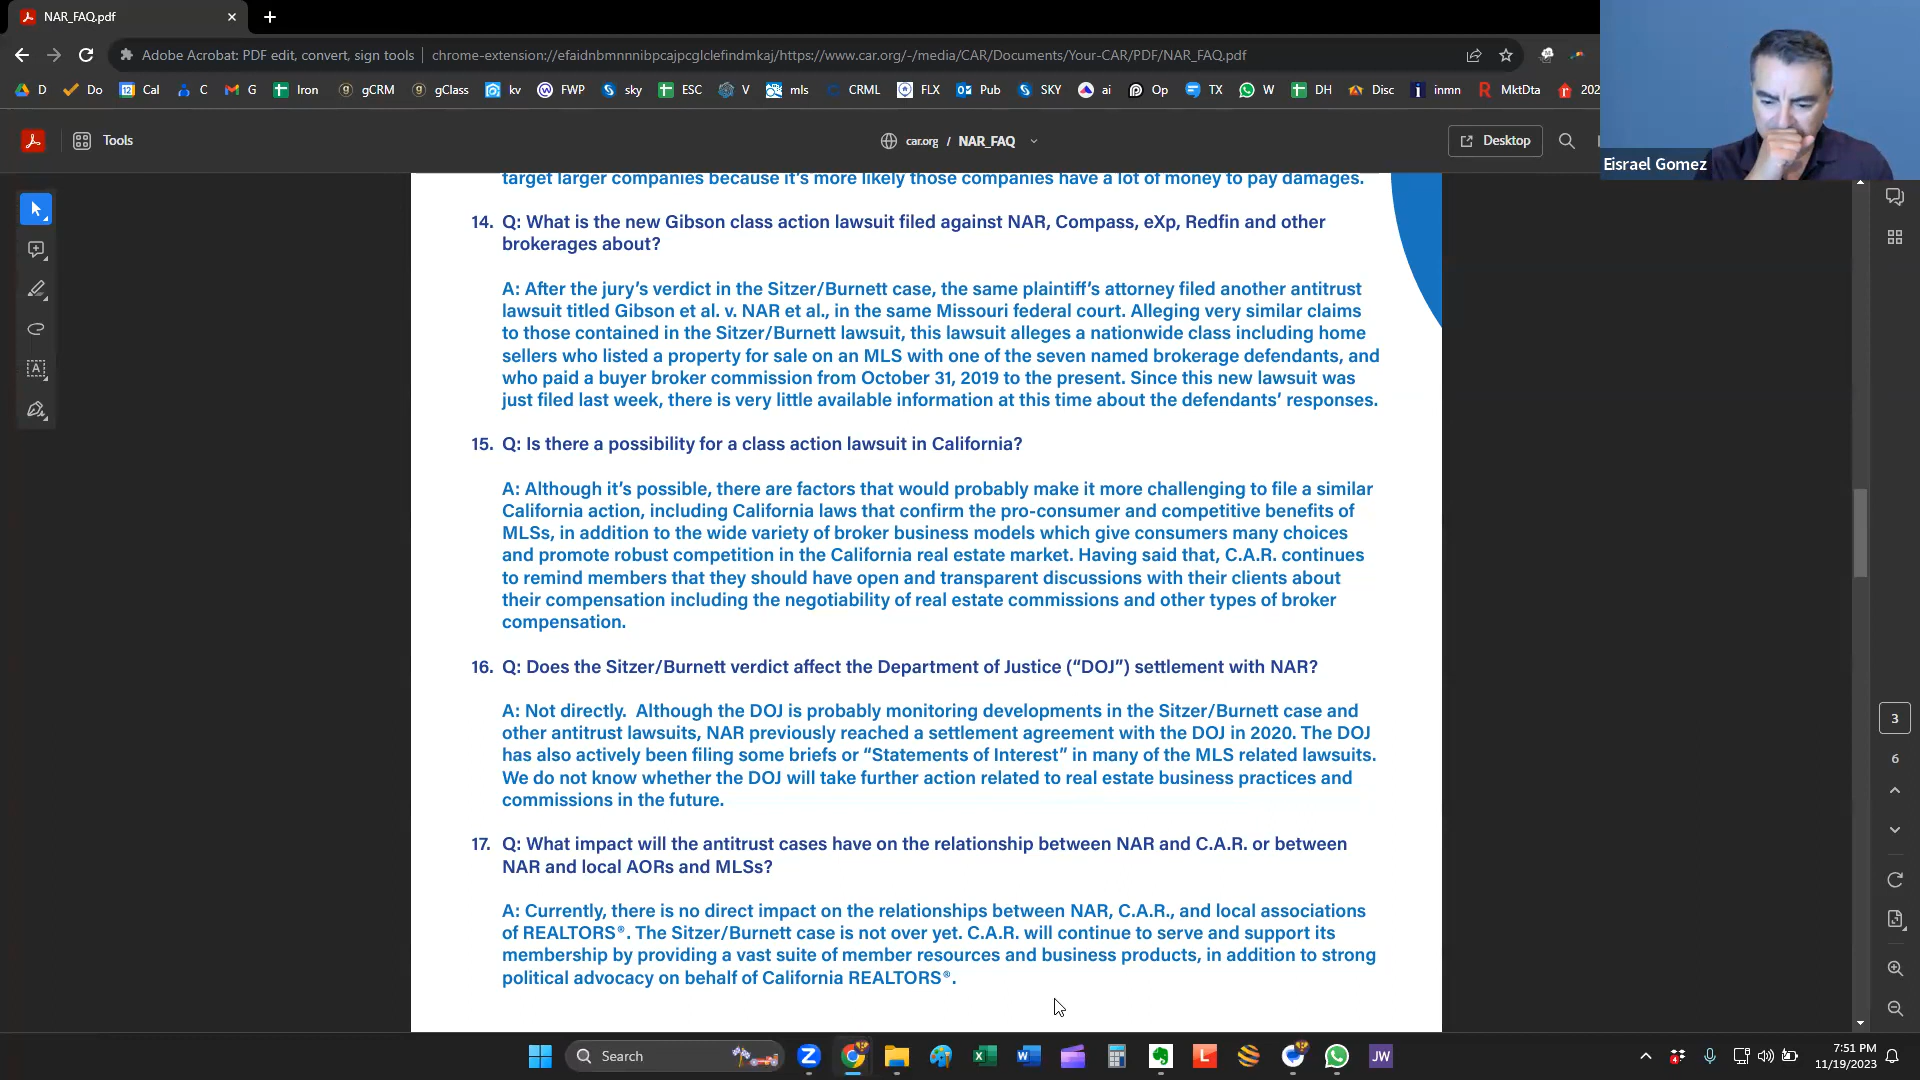 NAR_FAQ.pdf
Adobe Acrobat: PDF edit, convert, sign tools | chrome-extension://efaidnbmnnnibpcajpcglclefindmkaj/https://www.car.org/-/media/CAR/Documents/Your-CAR/PDF/NAR_FAQ.pdf
D Do Cal C G Iron gCRM gClass kv FWP sky ESC V mls CRML FLX Pub SKY ai Op TX W DH Disc inmn MktDta 202
Tools
car.org / NAR_FAQ
Desktop
Eisrael Gomez
target larger companies because it's more likely those companies have a lot of money to pay damages.
14. Q: What is the new Gibson class action lawsuit filed against NAR, Compass, eXp, Redfin and other
brokerages about?
A: After the jury's verdict in the Sitzer/Burnett case, the same plaintiff's attorney filed another antitrust
lawsuit titled Gibson et al. v. NAR et al., in the same Missouri federal court. Alleging very similar claims
to those contained in the Sitzer/Burnett lawsuit, this lawsuit alleges a nationwide class including home
sellers who listed a property for sale on an MLS with one of the seven named brokerage defendants, and
who paid a buyer broker commission from October 31, 2019 to the present. Since this new lawsuit was
just filed last week, there is very little available information at this time about the defendants' responses.
15. Q: Is there a possibility for a class action lawsuit in California?
A: Although it's possible, there are factors that would probably make it more challenging to file a similar
California action, including California laws that confirm the pro-consumer and competitive benefits of
MLSs, in addition to the wide variety of broker business models which give consumers many choices
and promote robust competition in the California real estate market. Having said that, C.A.R. continues
to remind members that they should have open and transparent discussions with their clients about
their compensation including the negotiability of real estate commissions and other types of broker
compensation.
16. Q: Does the Sitzer/Burnett verdict affect the Department of Justice (“DOJ”) settlement with NAR?
A: Not directly. Although the DOJ is probably monitoring developments in the Sitzer/Burnett case and
other antitrust lawsuits, NAR previously reached a settlement agreement with the DOJ in 2020. The DOJ
has also actively been filing some briefs or “Statements of Interest” in many of the MLS related lawsuits.
We do not know whether the DOJ will take further action related to real estate business practices and
commissions in the future.
17. Q: What impact will the antitrust cases have on the relationship between NAR and C.A.R. or between
NAR and local AORs and MLSs?
A: Currently, there is no direct impact on the relationships between NAR, C.A.R., and local associations
of REALTORS®. The Sitzer/Burnett case is not over yet. C.A.R. will continue to serve and support its
membership by providing a vast suite of member resources and business products, in addition to strong
political advocacy on behalf of California REALTORS®.
3
6
Search
JW
7:51 PM
11/19/2023